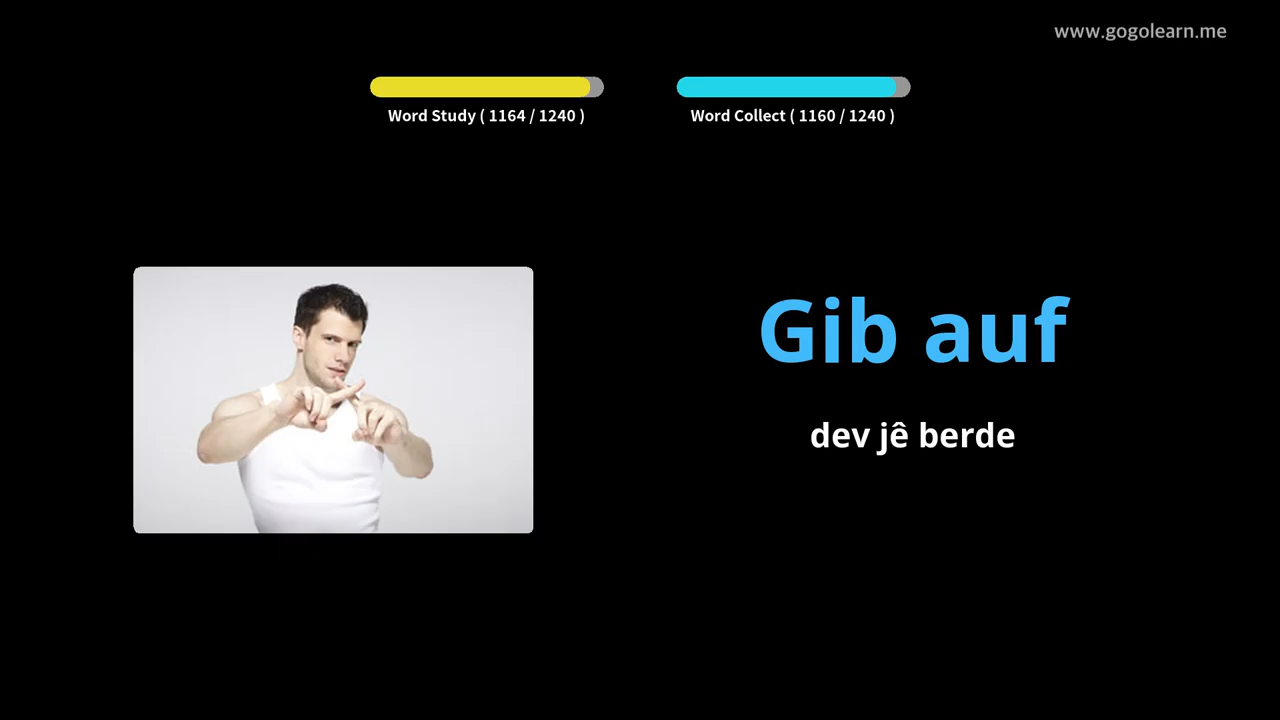 www.gogolearn.me
Word Study ( 1164 / 1240 )
Word Collect ( 1160 / 1240 )
Gib auf
dev jê berde